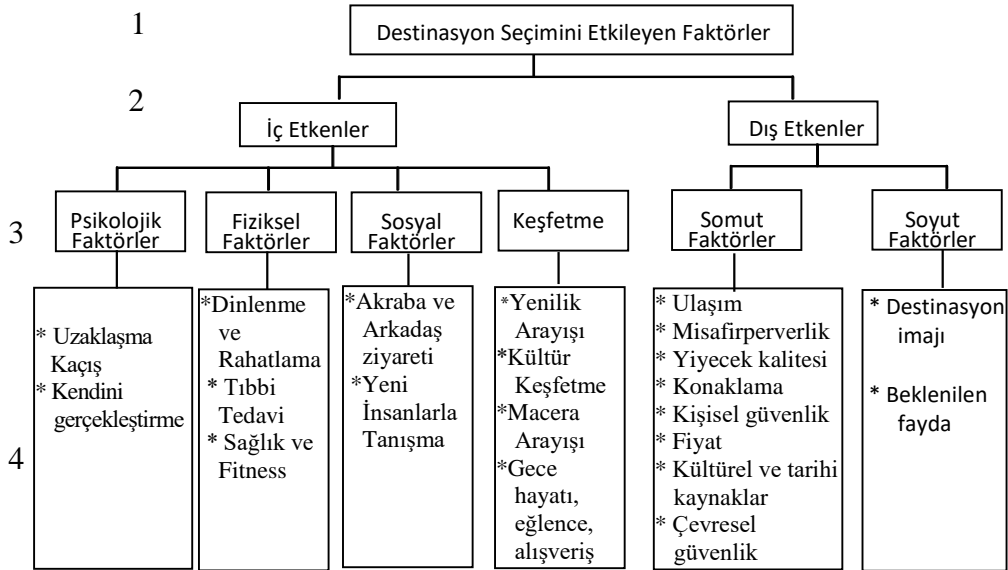 1
Destinasyon Seçimini Etkileyen Faktörler
2
İç Etkenler
Dış Etkenler
3
Psikolojik
Faktörler
Fiziksel
Faktörler
Sosyal
Faktörler
Keşfetme
Somut
Faktörler
Soyut
Faktörler
4
* Uzaklaşma
Kaçış
* Kendini
gerçekleştirme
*Dinlenme
ve
Rahatlama
* Tıbbi
Tedavi
* Sağlık ve
Fitness
*Akraba ve
Arkadaş
ziyareti
*Yeni
İnsanlarla
Tanışma
*Yenilik
Arayışı
*Kültür
Keşfetme
*Macera
Arayışı
*Gece
hayatı,
eğlence,
alışveriş
* Ulaşım
* Misafirperverlik
* Yiyecek kalitesi
* Konaklama
* Kişisel güvenlik
* Fiyat
* Kültürel ve tarihi
kaynaklar
* Çevresel
güvenlik
* Destinasyon
imajı
* Beklenilen
fayda